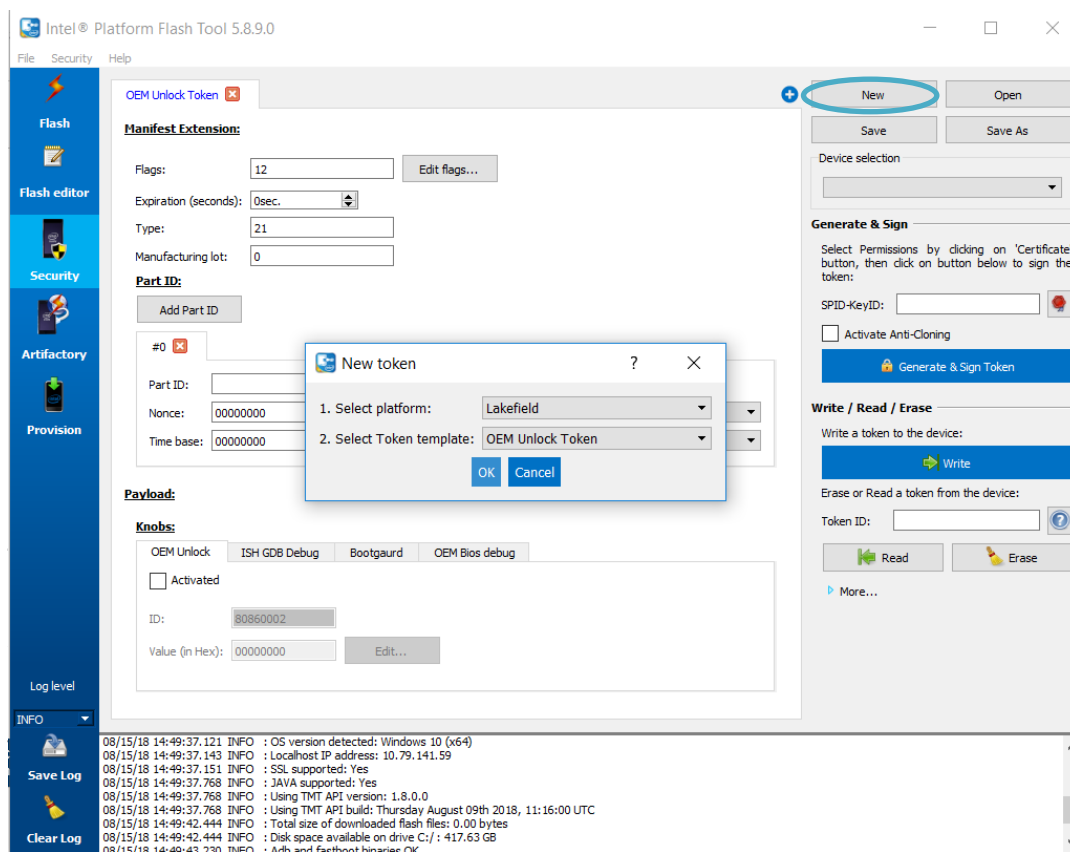 Intel® Platform Flash Tool 5.8.9.0
File Security Help
Flash
Flash editor
Security
Artifactory
Provision
Log level
INFO
Save Log
Clear Log
OEM Unlock Token
Manifest Extension:
Flags: 12 Edit flags...
Expiration (seconds): 0sec.
Type: 21
Manufacturing lot: 0
Part ID:
Add Part ID
#0
Part ID:
Nonce: 00000000
Time base: 00000000
New token ?
1. Select platform: Lakefield
2. Select Token template: OEM Unlock Token
OK Cancel
Payload:
Knobs:
OEM Unlock ISH GDB Debug Bootgaurd OEM Bios debug
Activated
ID: 80860002
Value (in Hex): 00000000 Edit...
New Open
Save Save As
Device selection
Generate & Sign
Select Permissions by clicking on 'Certificate
button, then click on button below to sign the
token:
SPID-KeyID:
Activate Anti-Cloning
Generate & Sign Token
Write / Read / Erase
Write a token to the device:
Write
Erase or Read a token from the device:
Token ID:
Read Erase
More...
08/15/18 14:49:37.121 INFO : OS version detected: Windows 10 (x64)
08/15/18 14:49:37.143 INFO : Localhost IP address: 10.79.141.59
08/15/18 14:49:37.151 INFO : SSL supported: Yes
08/15/18 14:49:37.768 INFO : JAVA supported: Yes
08/15/18 14:49:37.768 INFO : Using TMT API version: 1.8.0.0
08/15/18 14:49:37.768 INFO : Using TMT API build: Thursday August 09th 2018, 11:16:00 UTC
08/15/18 14:49:42.444 INFO : Total size of downloaded flash files: 0.00 bytes
08/15/18 14:49:42.444 INFO : Disk space available on drive C:/ : 417.63 GB
08/15/18 14:49:43.230 INFO : Adb and fastboot binaries OK